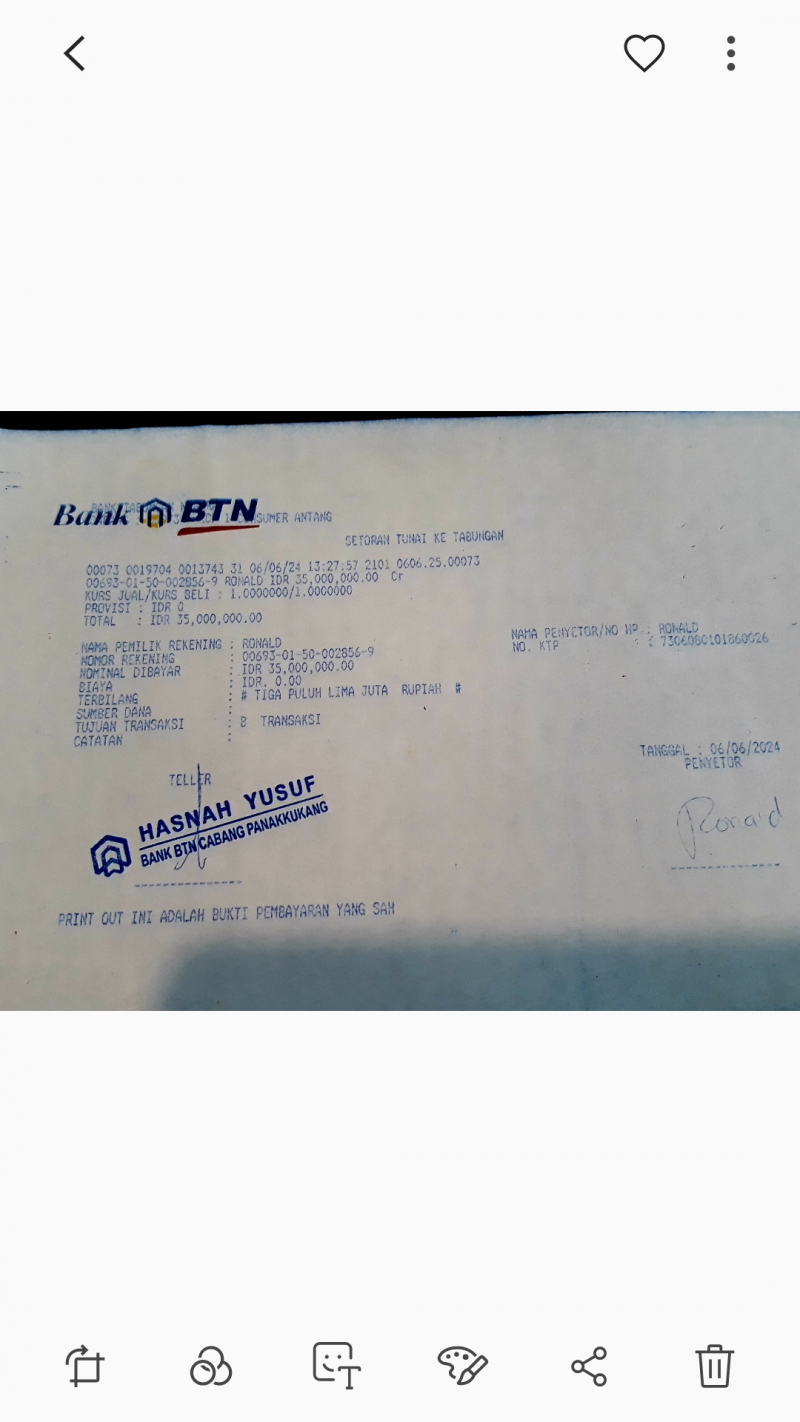 Bank BTN
SUMER ANTANG
SETORAN TUNAI KE TABUNGAN
00073 0019704 0013743 31 06/06/24 13:27:57 2101 0606.25.00073
00693-01-50-002856-9 RONALD IDR 35,000,000.00 Cr
KURS JUAL/KURS BELI : 1.0000000/1.0000000
PROVISI : IDR 0
TOTAL : IDR 35,000,000.00
NAMA PEMILIK REKENING : RONALD
NOMOR REKENING : 00693-01-50-002856-9
NOMINAL DIBAYAR : IDR 35,000,000.00
BIAYA : IDR. 0.00
TERBILANG : # TIGA PULUH LIMA JUTA RUPIAH #
SUMBER DANA :
TUJUAN TRANSAKSI : B TRANSAKSI
CATATAN :
NAMA PENYETOR/NO HP : RONALD
NO. KTP : : 7306080101860026
TANGGAL : 06/06/2024
PENYETOR
Ronald
TELLER
HASNAH YUSUF
BANK BTN CABANG PANAKKUKANG
PRINT OUT INI ADALAH BUKTI PEMBAYARAN YANG SAH